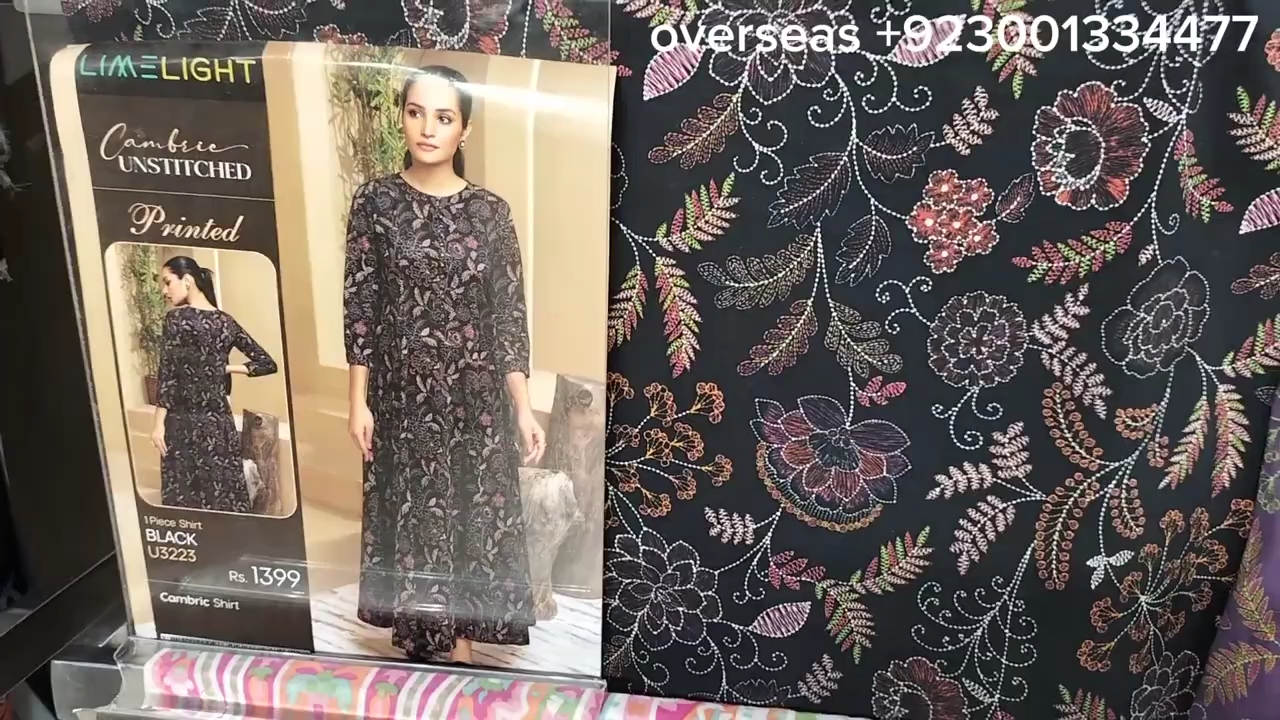 overseas +923001334477
LIMELIGHT
Cambric
UNSTITCHED
Printed
1 Piece Shirt
BLACK
U3223
Rs. 1399
Cambric Shirt